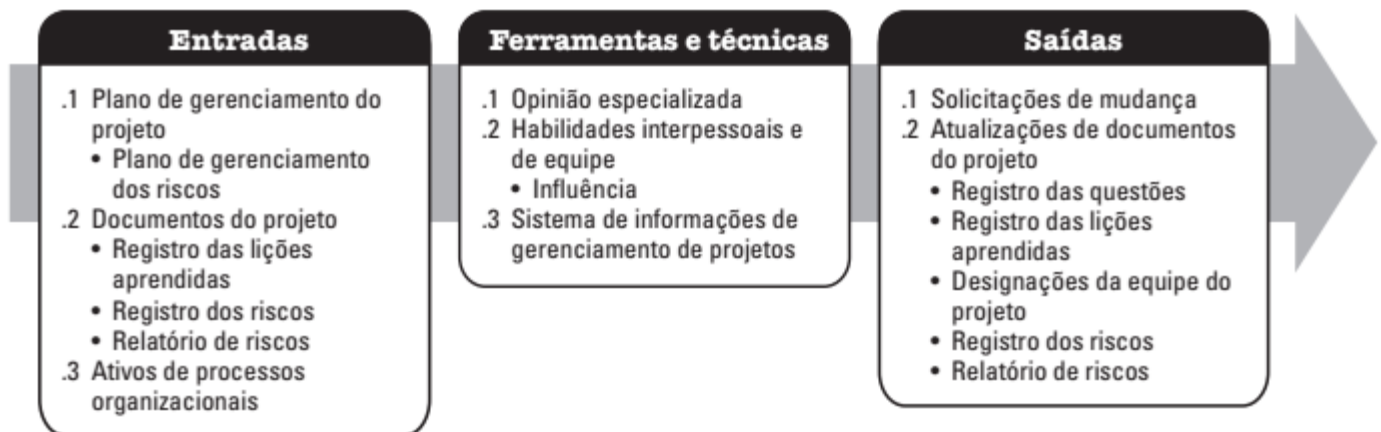 Entradas
.1 Plano de gerenciamento do
projeto
• Plano de gerenciamento
dos riscos
.2 Documentos do projeto
• Registro das lições
aprendidas
• Registro dos riscos
• Relatório de riscos
.3 Ativos de processos
organizacionais
Ferramentas e técnicas
.1 Opinião especializada
.2 Habilidades interpessoais e
de equipe
• Influência
.3 Sistema de informações de
gerenciamento de projetos
Saídas
.1 Solicitações de mudança
.2 Atualizações de documentos
do projeto
• Registro das questões
• Registro das lições
aprendidas
• Designações da equipe do
projeto
• Registro dos riscos
• Relatório de riscos